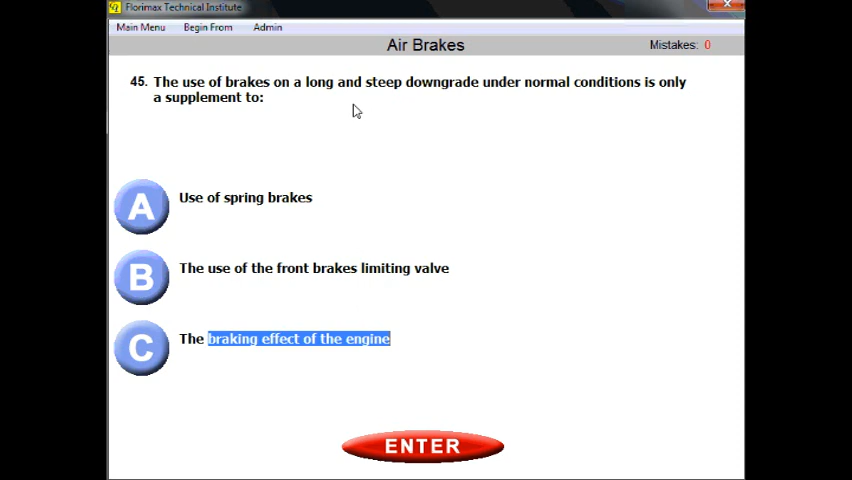 Florimax Technical Institute
Main Menu Begin From Admin
Air Brakes
Mistakes: 0
45. The use of brakes on a long and steep downgrade under normal conditions is only
a supplement to:
A Use of spring brakes
B The use of the front brakes limiting valve
C The braking effect of the engine
ENTER